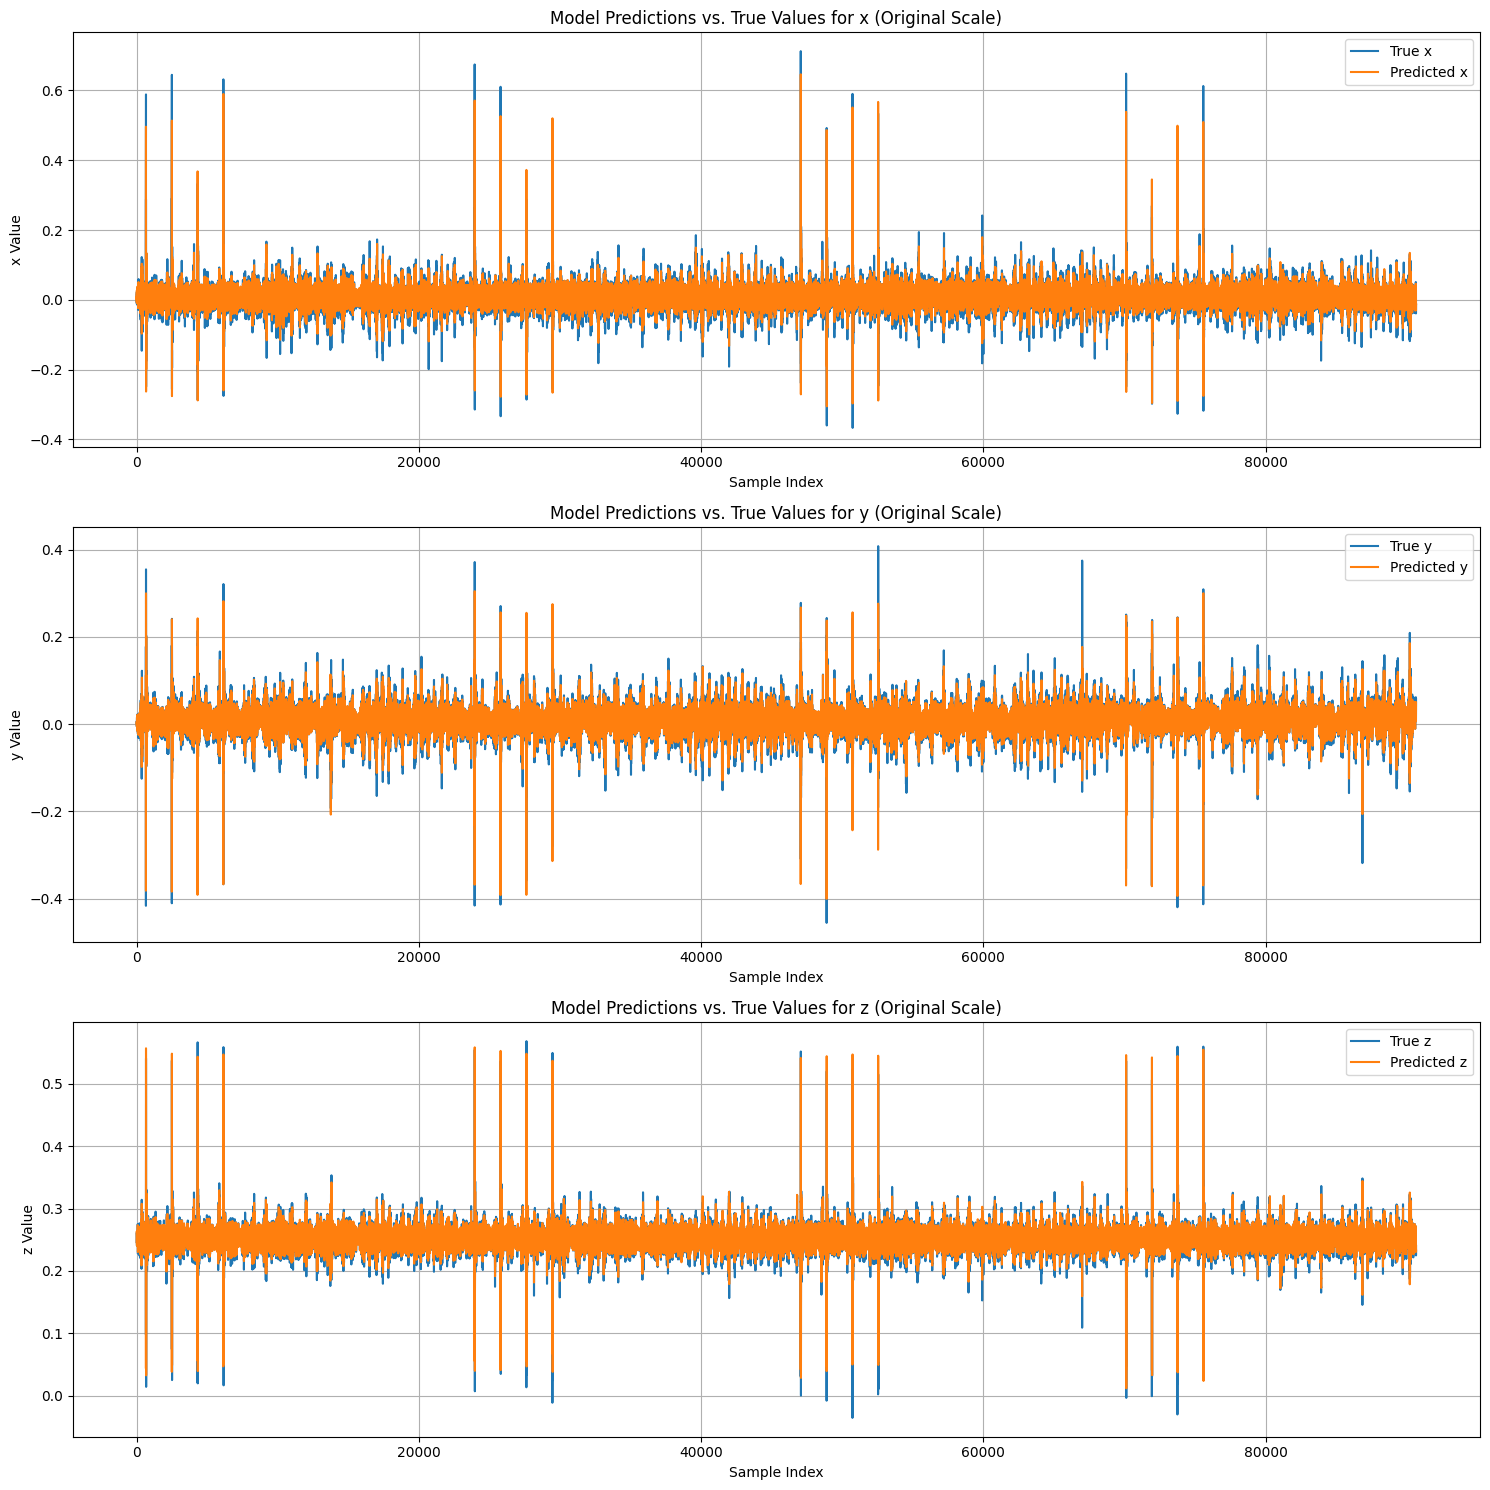 Model Predictions vs. True Values for x (Original Scale)
True x
Predicted x
0.6
0.4
0.2
0.0
−0.2
−0.4
x Value
0 20000 40000 60000 80000
Sample Index
Model Predictions vs. True Values for y (Original Scale)
True y
Predicted y
0.4
0.2
0.0
−0.2
−0.4
y Value
0 20000 40000 60000 80000
Sample Index
Model Predictions vs. True Values for z (Original Scale)
True z
Predicted z
0.5
0.4
0.3
0.2
0.1
0.0
z Value
0 20000 40000 60000 80000
Sample Index